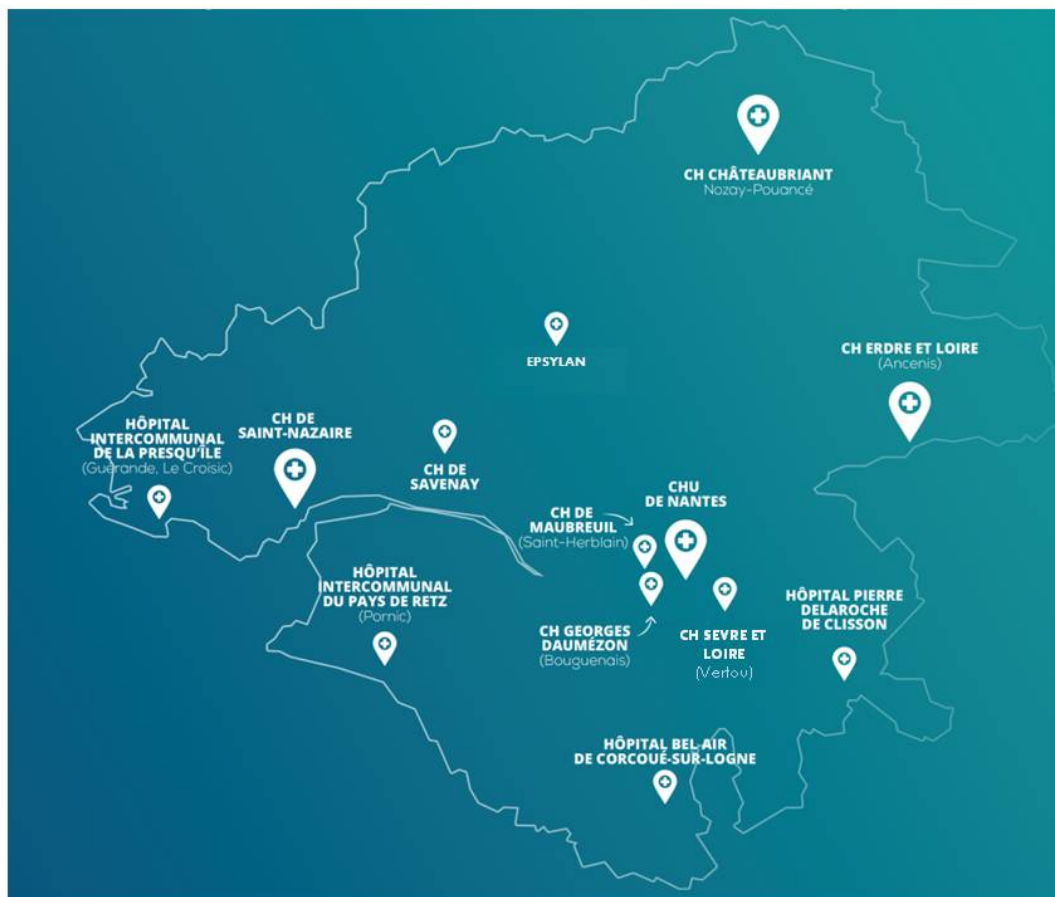 CH CHÂTEAUBRIANT
Nozay-Pouancé
EPSYLAN
CH ERDRE ET LOIRE
(Ancenis)
HÔPITAL
INTERCOMMUNAL
DE LA PRESQU'ÎLE
(Guérande, Le Croisic)
CH DE
SAINT-NAZAIRE
CH DE
SAVENAY
CHU
DE NANTES
CH DE
MAUBREUIL
(Saint-Herblain)
HÔPITAL
INTERCOMMUNAL
DU PAYS DE RETZ
(Pornic)
CH GEORGES
DAUMÉZON
(Bouguenais)
CH SEVRE ET
LOIRE
(Vertou)
HÔPITAL PIERRE
DELAROCHE
DE CLISSON
HÔPITAL BEL AIR
DE CORCOUÉ-SUR-LOGNE